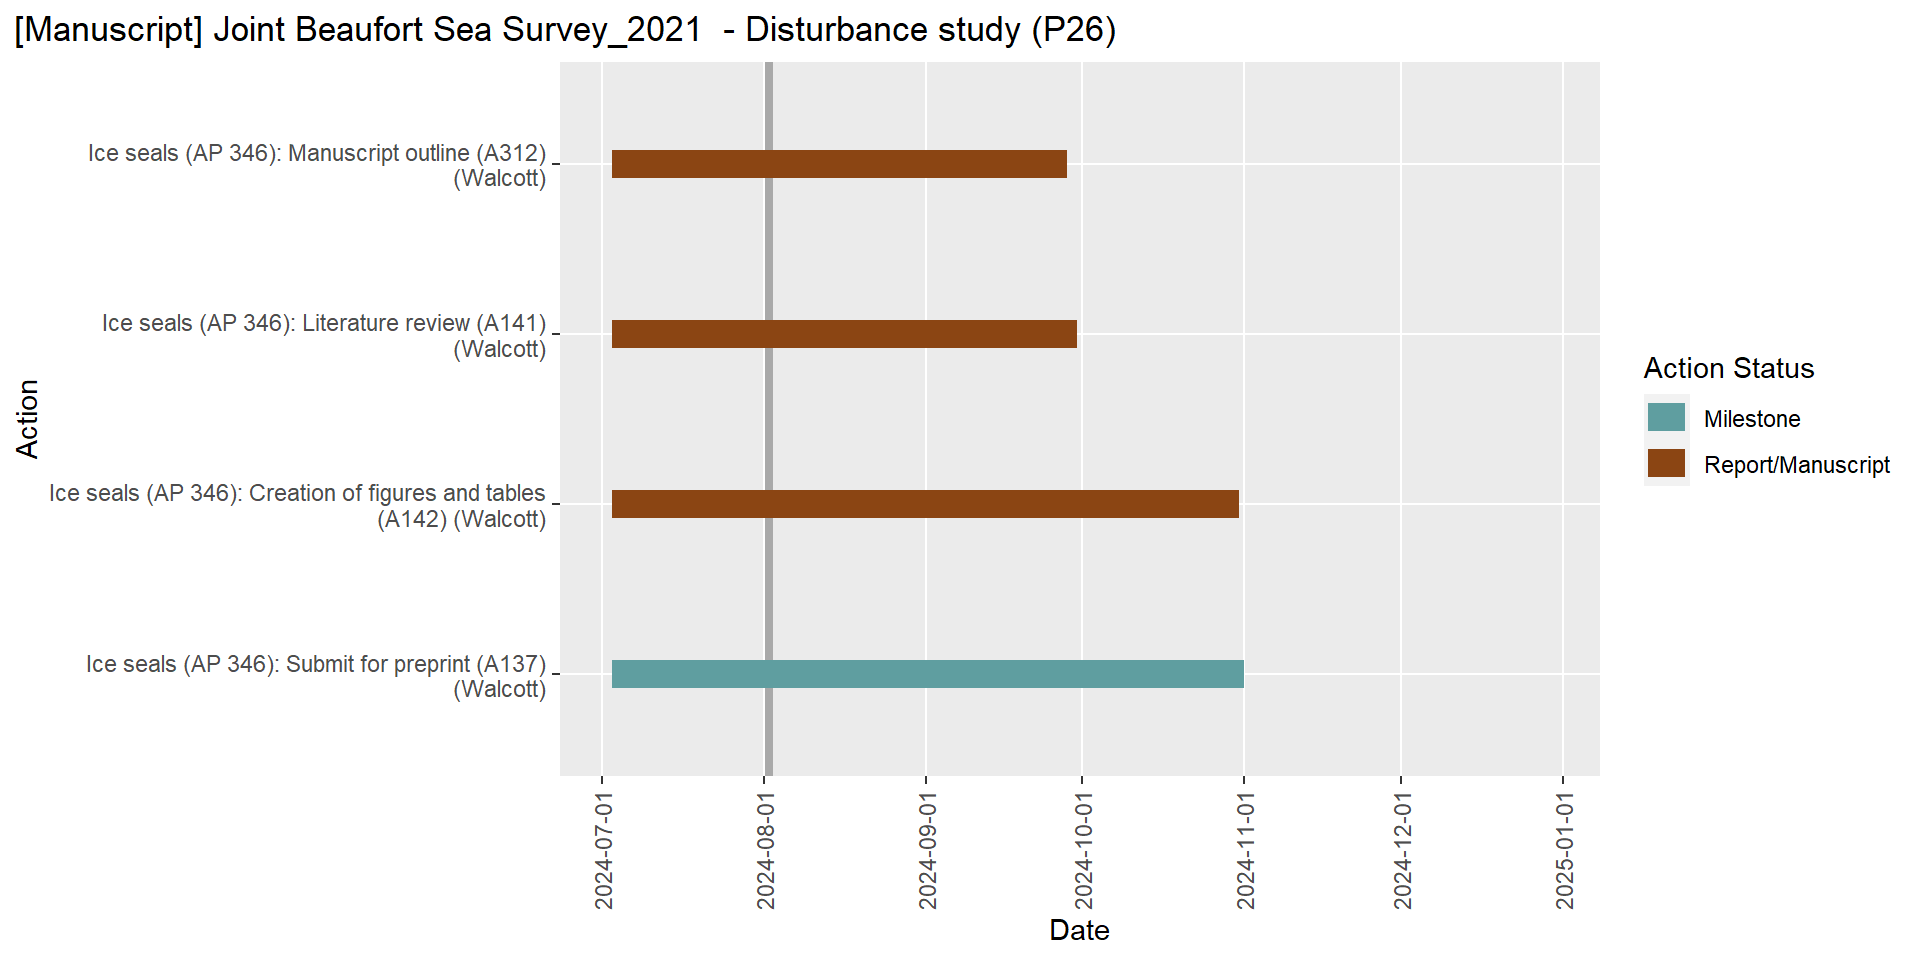 [Manuscript] Joint Beaufort Sea Survey_2021  - Disturbance study (P26)
Ice seals (AP 346): Manuscript outline (A312)
(Walcott)
Ice seals (AP 346): Literature review (A141)
(Walcott)
Ice seals (AP 346): Creation of figures and tables
(A142) (Walcott)
Ice seals (AP 346): Submit for preprint (A137)
(Walcott)
Action
2024-07-01
2024-08-01
2024-09-01
2024-10-01
2024-11-01
2024-12-01
2025-01-01
Date
Action Status
Milestone
Report/Manuscript